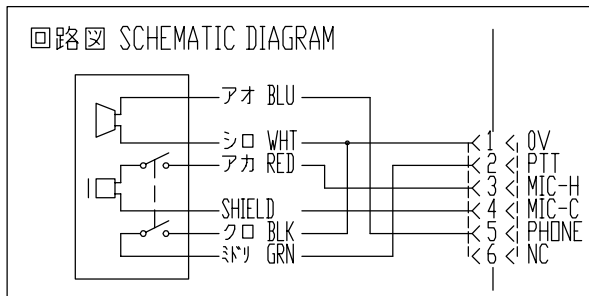 回路図 SCHEMATIC DIAGRAM
アオ BLU
シロ WHT
アカ RED
SHIELD
クロ BLK
ミドリ GRN
1 0V
2 PTT
3 MIC-H
4 MIC-C
5 PHONE
6 NC